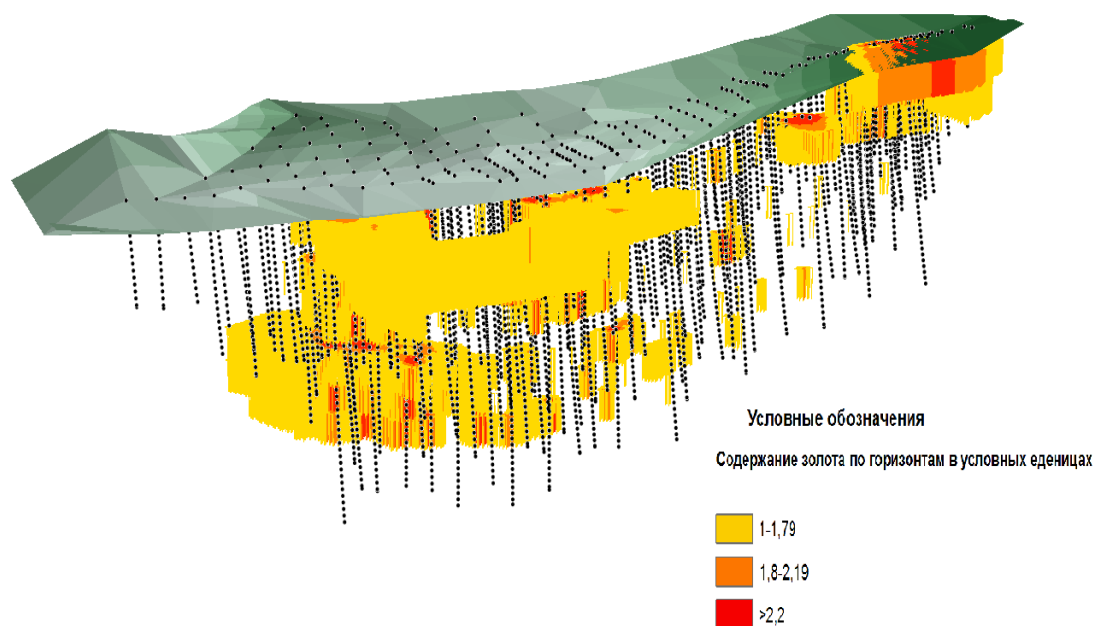 Условные обозначения
Содержание золота по горизонтам в условных еденицах
1-1,79
1,8-2,19
>2,2